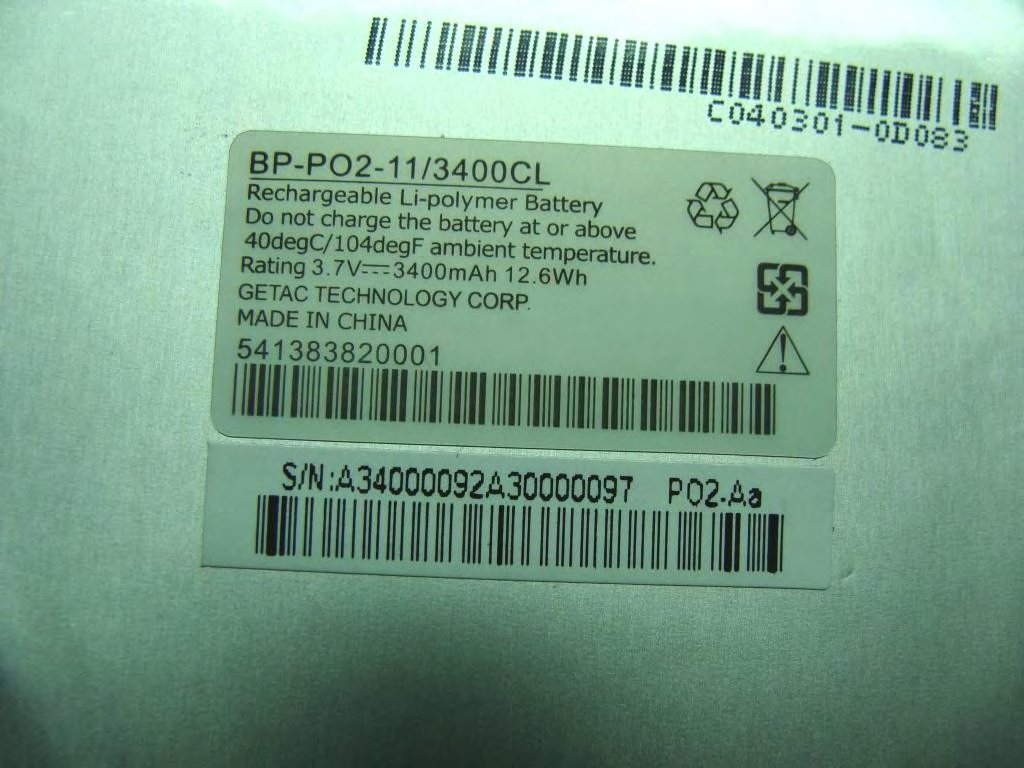 C040301-0D083
BP-PO2-11/3400CL
Rechargeable Li-polymer Battery
Do not charge the battery at or above
40degC/104degF ambient temperature.
Rating 3.7V⎓3400mAh 12.6Wh
GETAC TECHNOLOGY CORP.
MADE IN CHINA
541383820001
S/N:A34000092A30000097 PO2-Aa